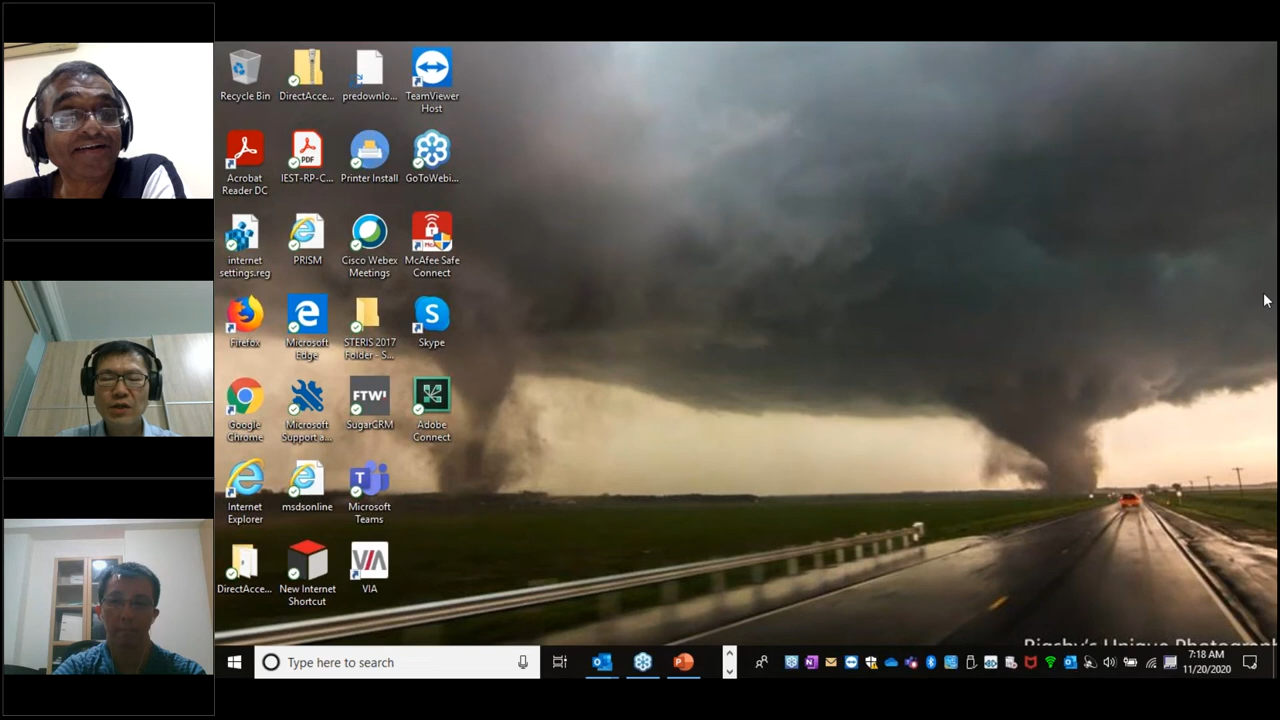 Recycle Bin
DirectAcce...
predownlo...
TeamViewer
Host
PDF
Acrobat
Reader DC
IEST-RP-C...
Printer Install
GoToWebi...
internet
settings.reg
PRISM
Cisco Webex
Meetings
McAfee Safe
Connect
Firefox
Microsoft
Edge
STERIS 2017
Folder - S...
S
Skype
FTW!
Google
Chrome
Microsoft
Support a...
SugarCRM
Adobe
Connect
T
Internet
Explorer
msdsonline
Microsoft
Teams
VIA
DirectAcce...
New Internet
Shortcut
VIA
Type here to search
7:18 AM
11/20/2020